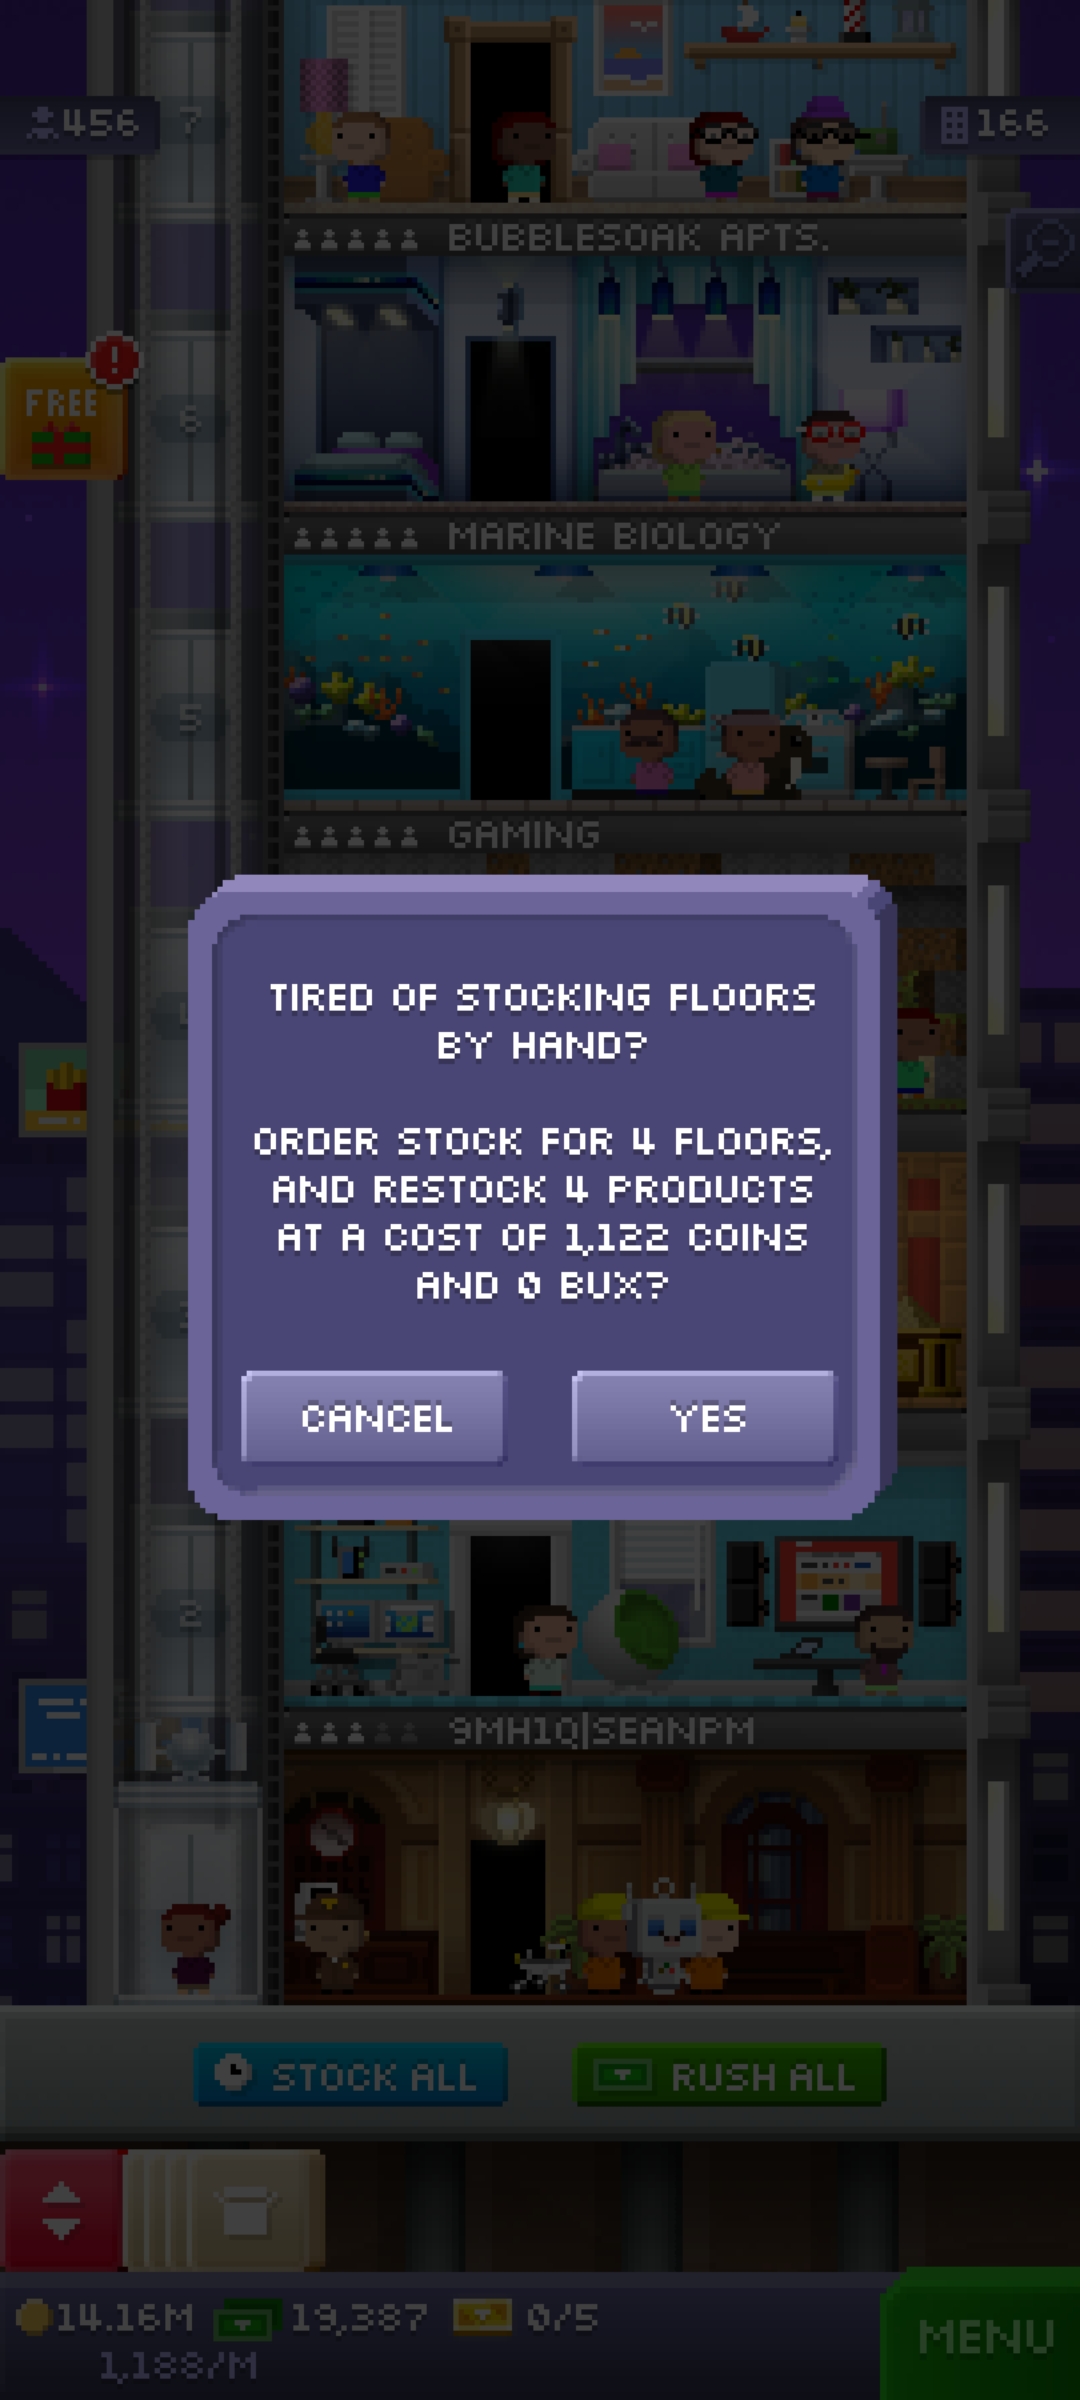 456
7
166
BUBBLESOAK APTS.
FREE
6
MARINE BIOLOGY
5
GAMING
TIRED OF STOCKING FLOORS
BY HAND?
ORDER STOCK FOR 4 FLOORS,
AND RESTOCK 4 PRODUCTS
AT A COST OF 1,122 COINS
AND 0 BUX?
CANCEL
YES
2
9MH1Q|SEANPM
STOCK ALL
RUSH ALL
14.16M
19,387
0/5
1,188/M
MENU